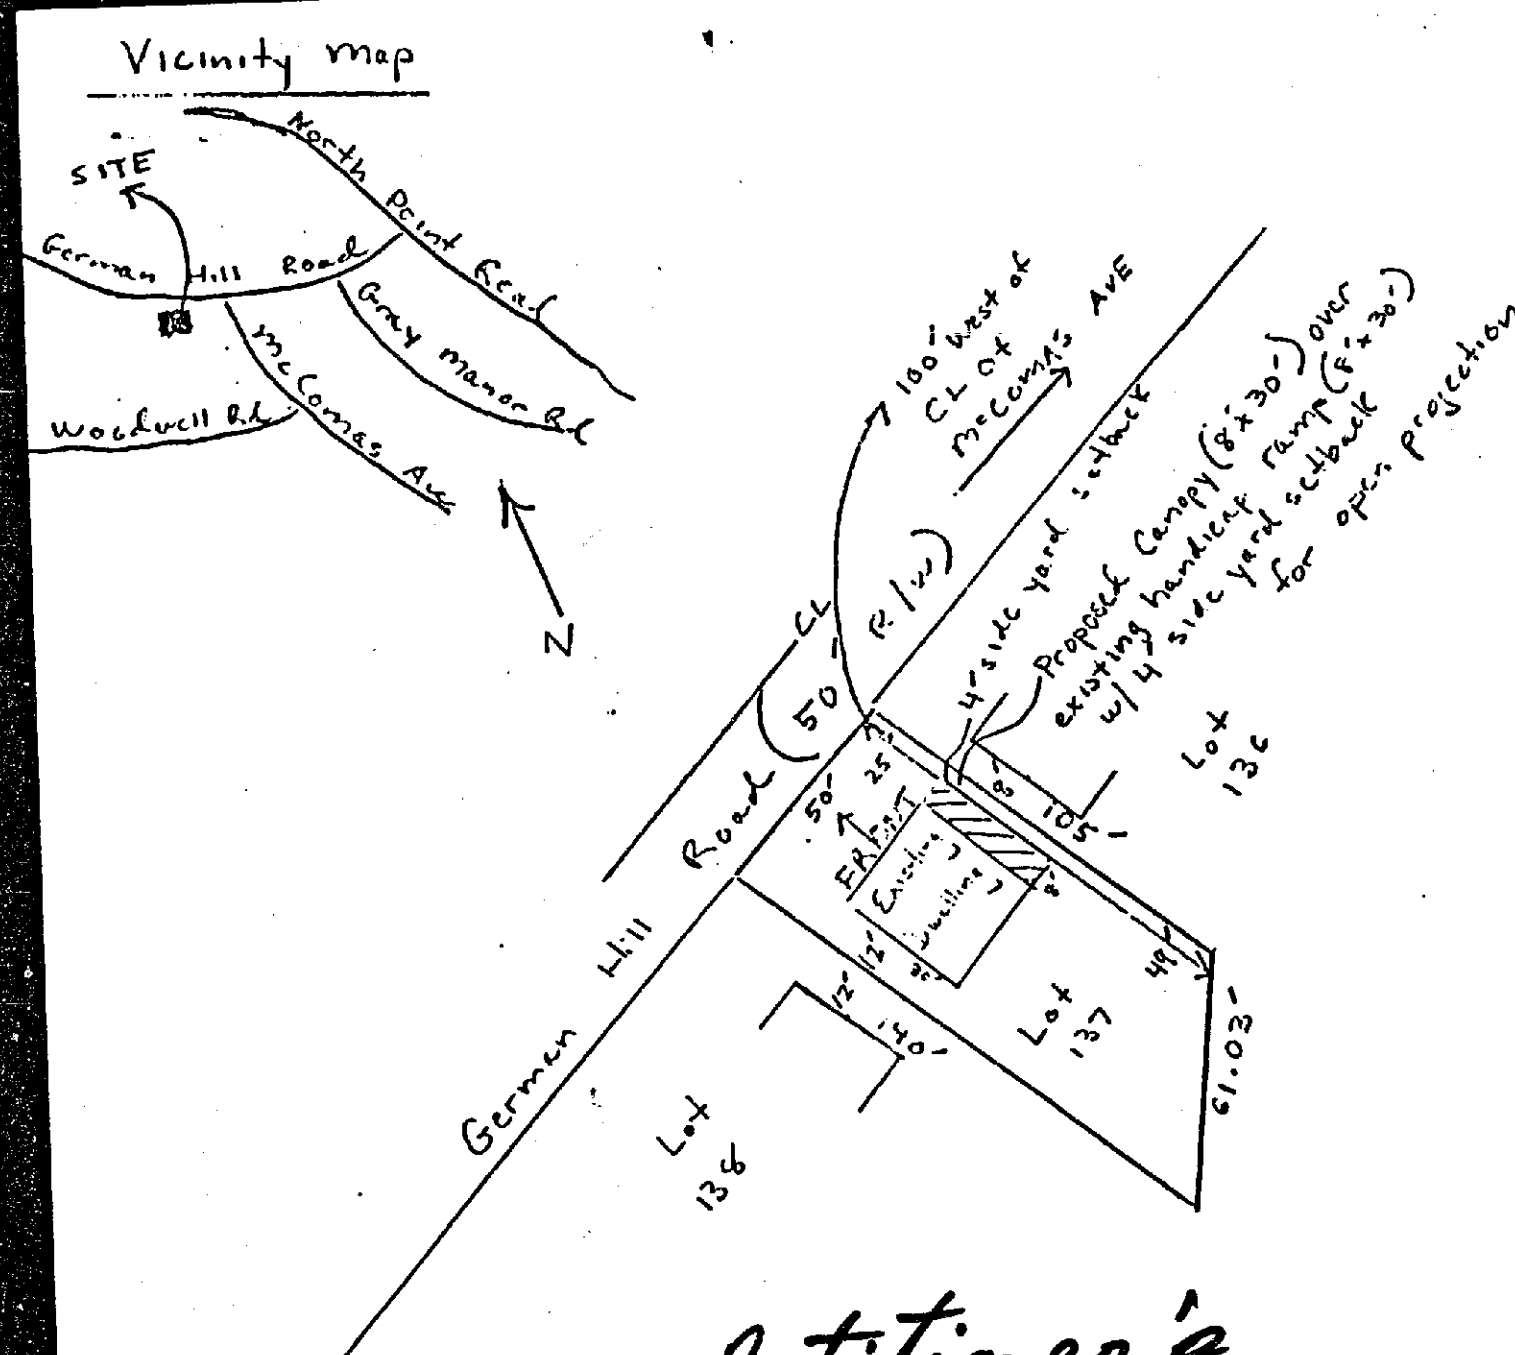 Vicinity Map
SITE
North Point Road
German Hill Road
Gray Manor Rd
McComas Ave
Woodwell Rd
N
100' West of
CL of
McComas AVE
CL
50' R/W)
4' side yard setback
Proposed Canopy (8'x30') over
existing handicap ramp (8'x30')
w/ 4' side yard setback
for open projection
Lot
136
German Hill Road
50'
25'
FRONT
Existing
Dwelling
8'
105'
8'
12'
49'
Lot
137
61.03'
12'
140'
Lot
138